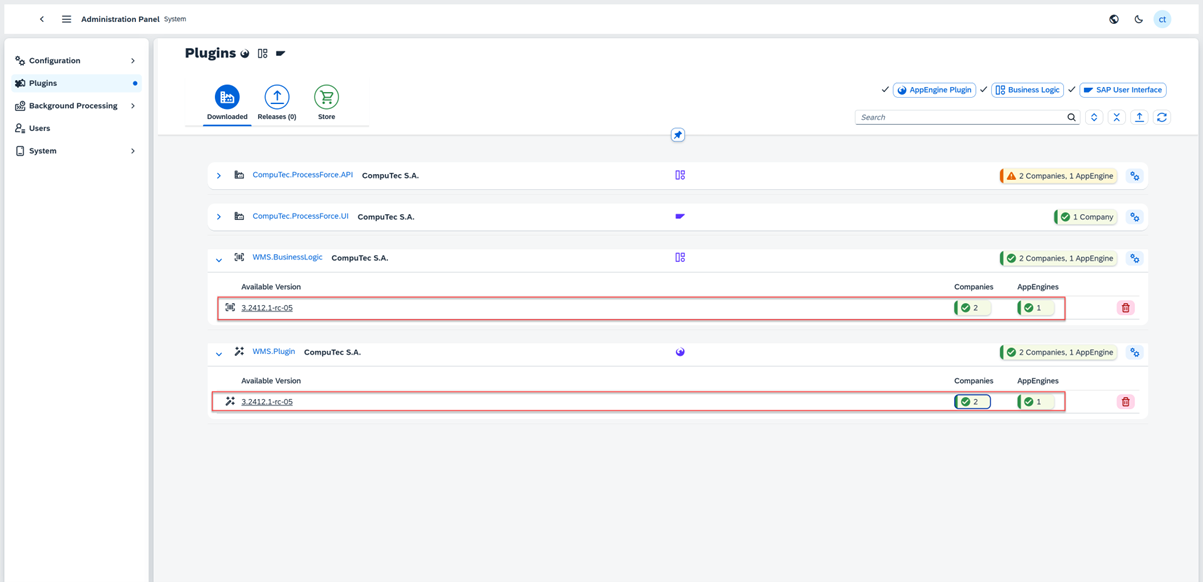 Administration Panel System
ct
Configuration
Plugins
Background Processing
Users
System
Plugins
Downloaded
Releases (0)
Store
AppEngine Plugin
Business Logic
SAP User Interface
Search
CompuTec.ProcessForce.API CompuTec S.A. 2 Companies, 1 AppEngine
CompuTec.ProcessForce.UI CompuTec S.A. 1 Company
WMS.BusinessLogic CompuTec S.A. 2 Companies, 1 AppEngine
Available Version Companies AppEngines
3.2412.1-rc-05 2 1
WMS.Plugin CompuTec S.A. 2 Companies, 1 AppEngine
Available Version Companies AppEngines
3.2412.1-rc-05 2 1